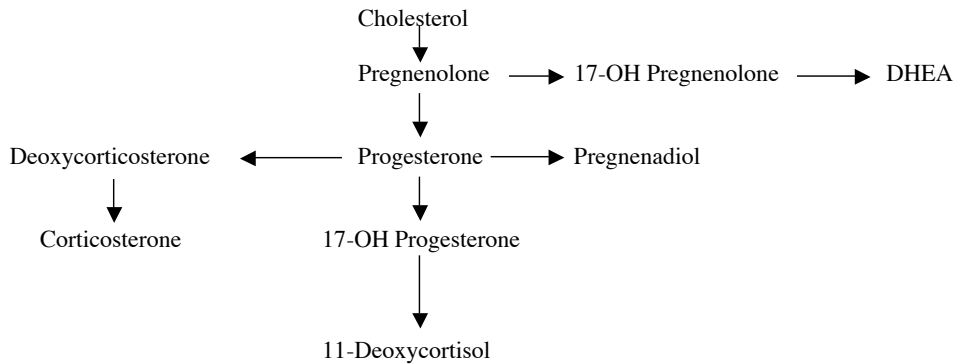 Cholesterol
Pregnenolone 17-OH Pregnenolone DHEA
Deoxycorticosterone Progesterone Pregnenadiol
Corticosterone 17-OH Progesterone
11-Deoxycortisol